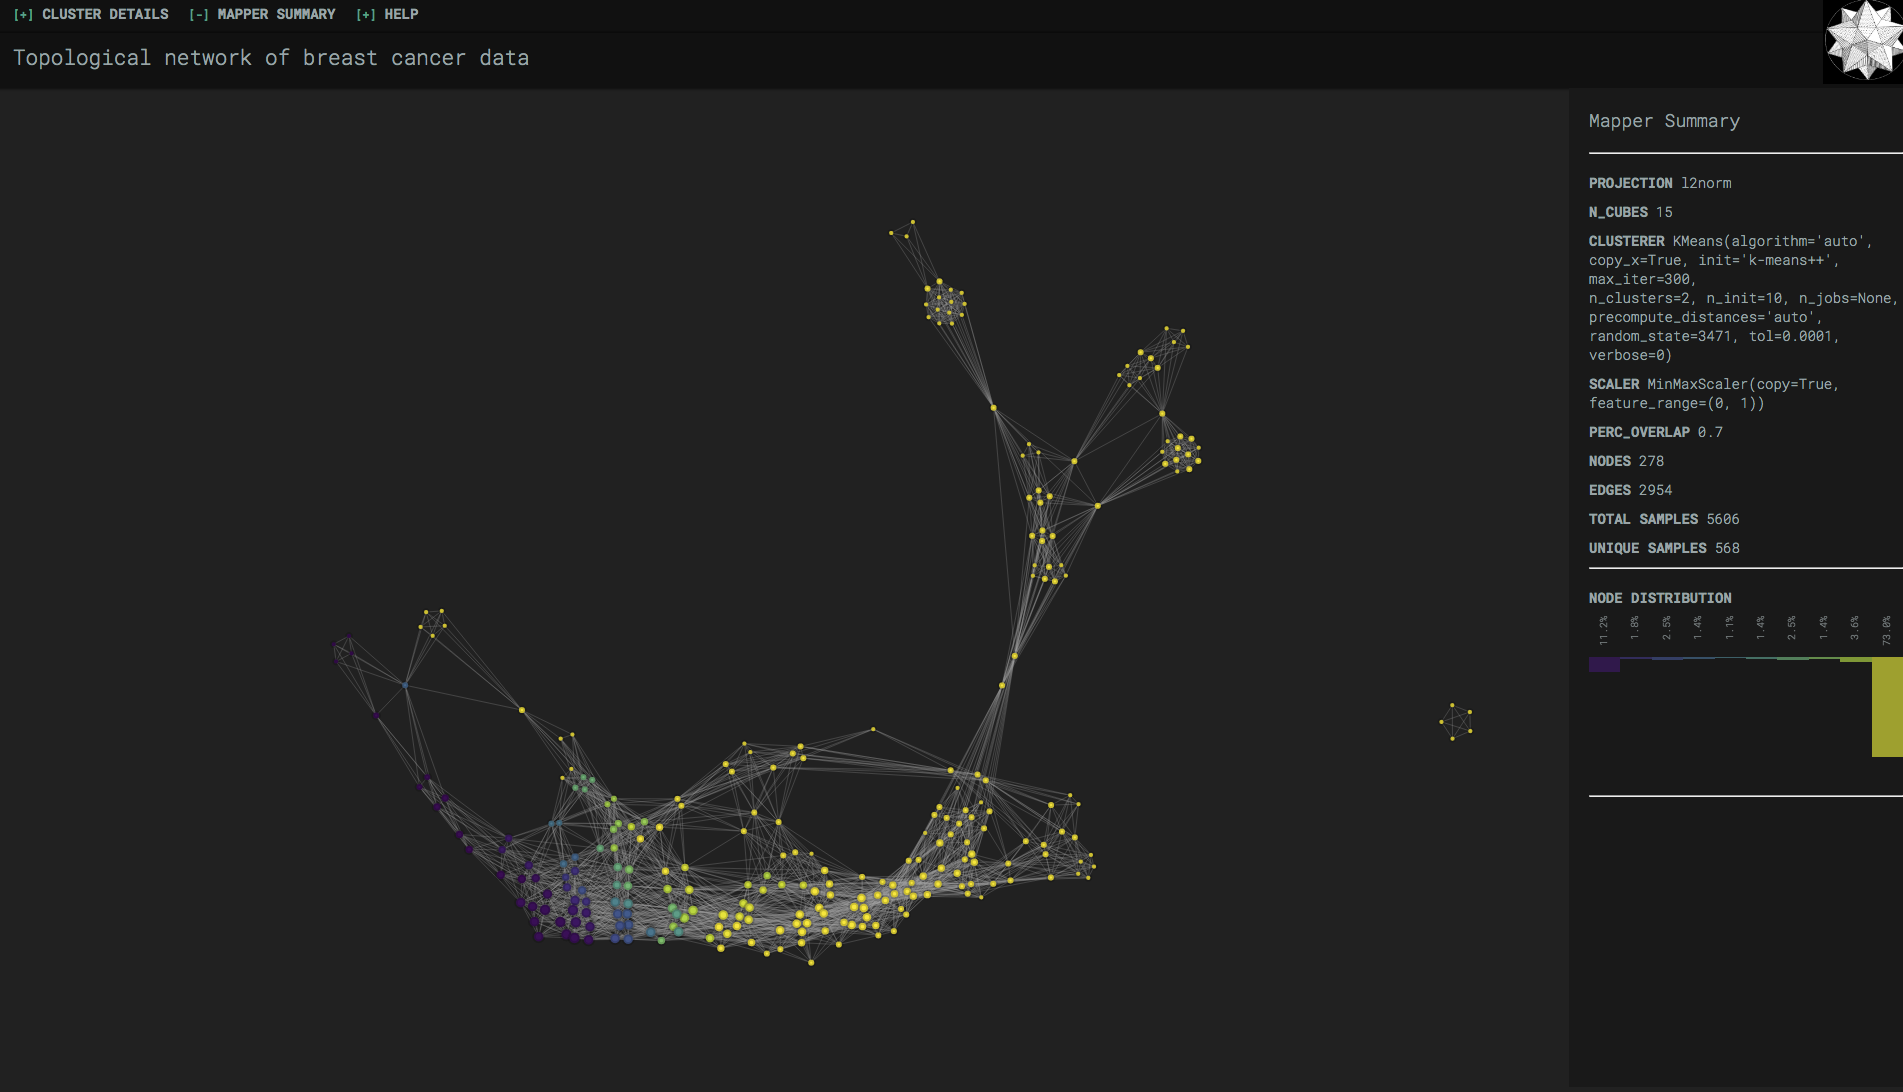 [+] CLUSTER DETAILS [-] MAPPER SUMMARY [+] HELP
Topological network of breast cancer data
Mapper Summary
PROJECTION l2norm
N_CUBES 15
CLUSTERER KMeans(algorithm='auto',
copy_x=True, init='k-means++',
max_iter=300,
n_clusters=2, n_init=10, n_jobs=None,
precompute_distances='auto',
random_state=3471, tol=0.0001,
verbose=0)
SCALER MinMaxScaler(copy=True,
feature_range=(0, 1))
PERC_OVERLAP 0.7
NODES 278
EDGES 2954
TOTAL SAMPLES 5606
UNIQUE SAMPLES 568
NODE DISTRIBUTION
11.2% 1.8% 2.5% 1.4% 1.1% 1.4% 2.5% 1.4% 3.6% 73.0%